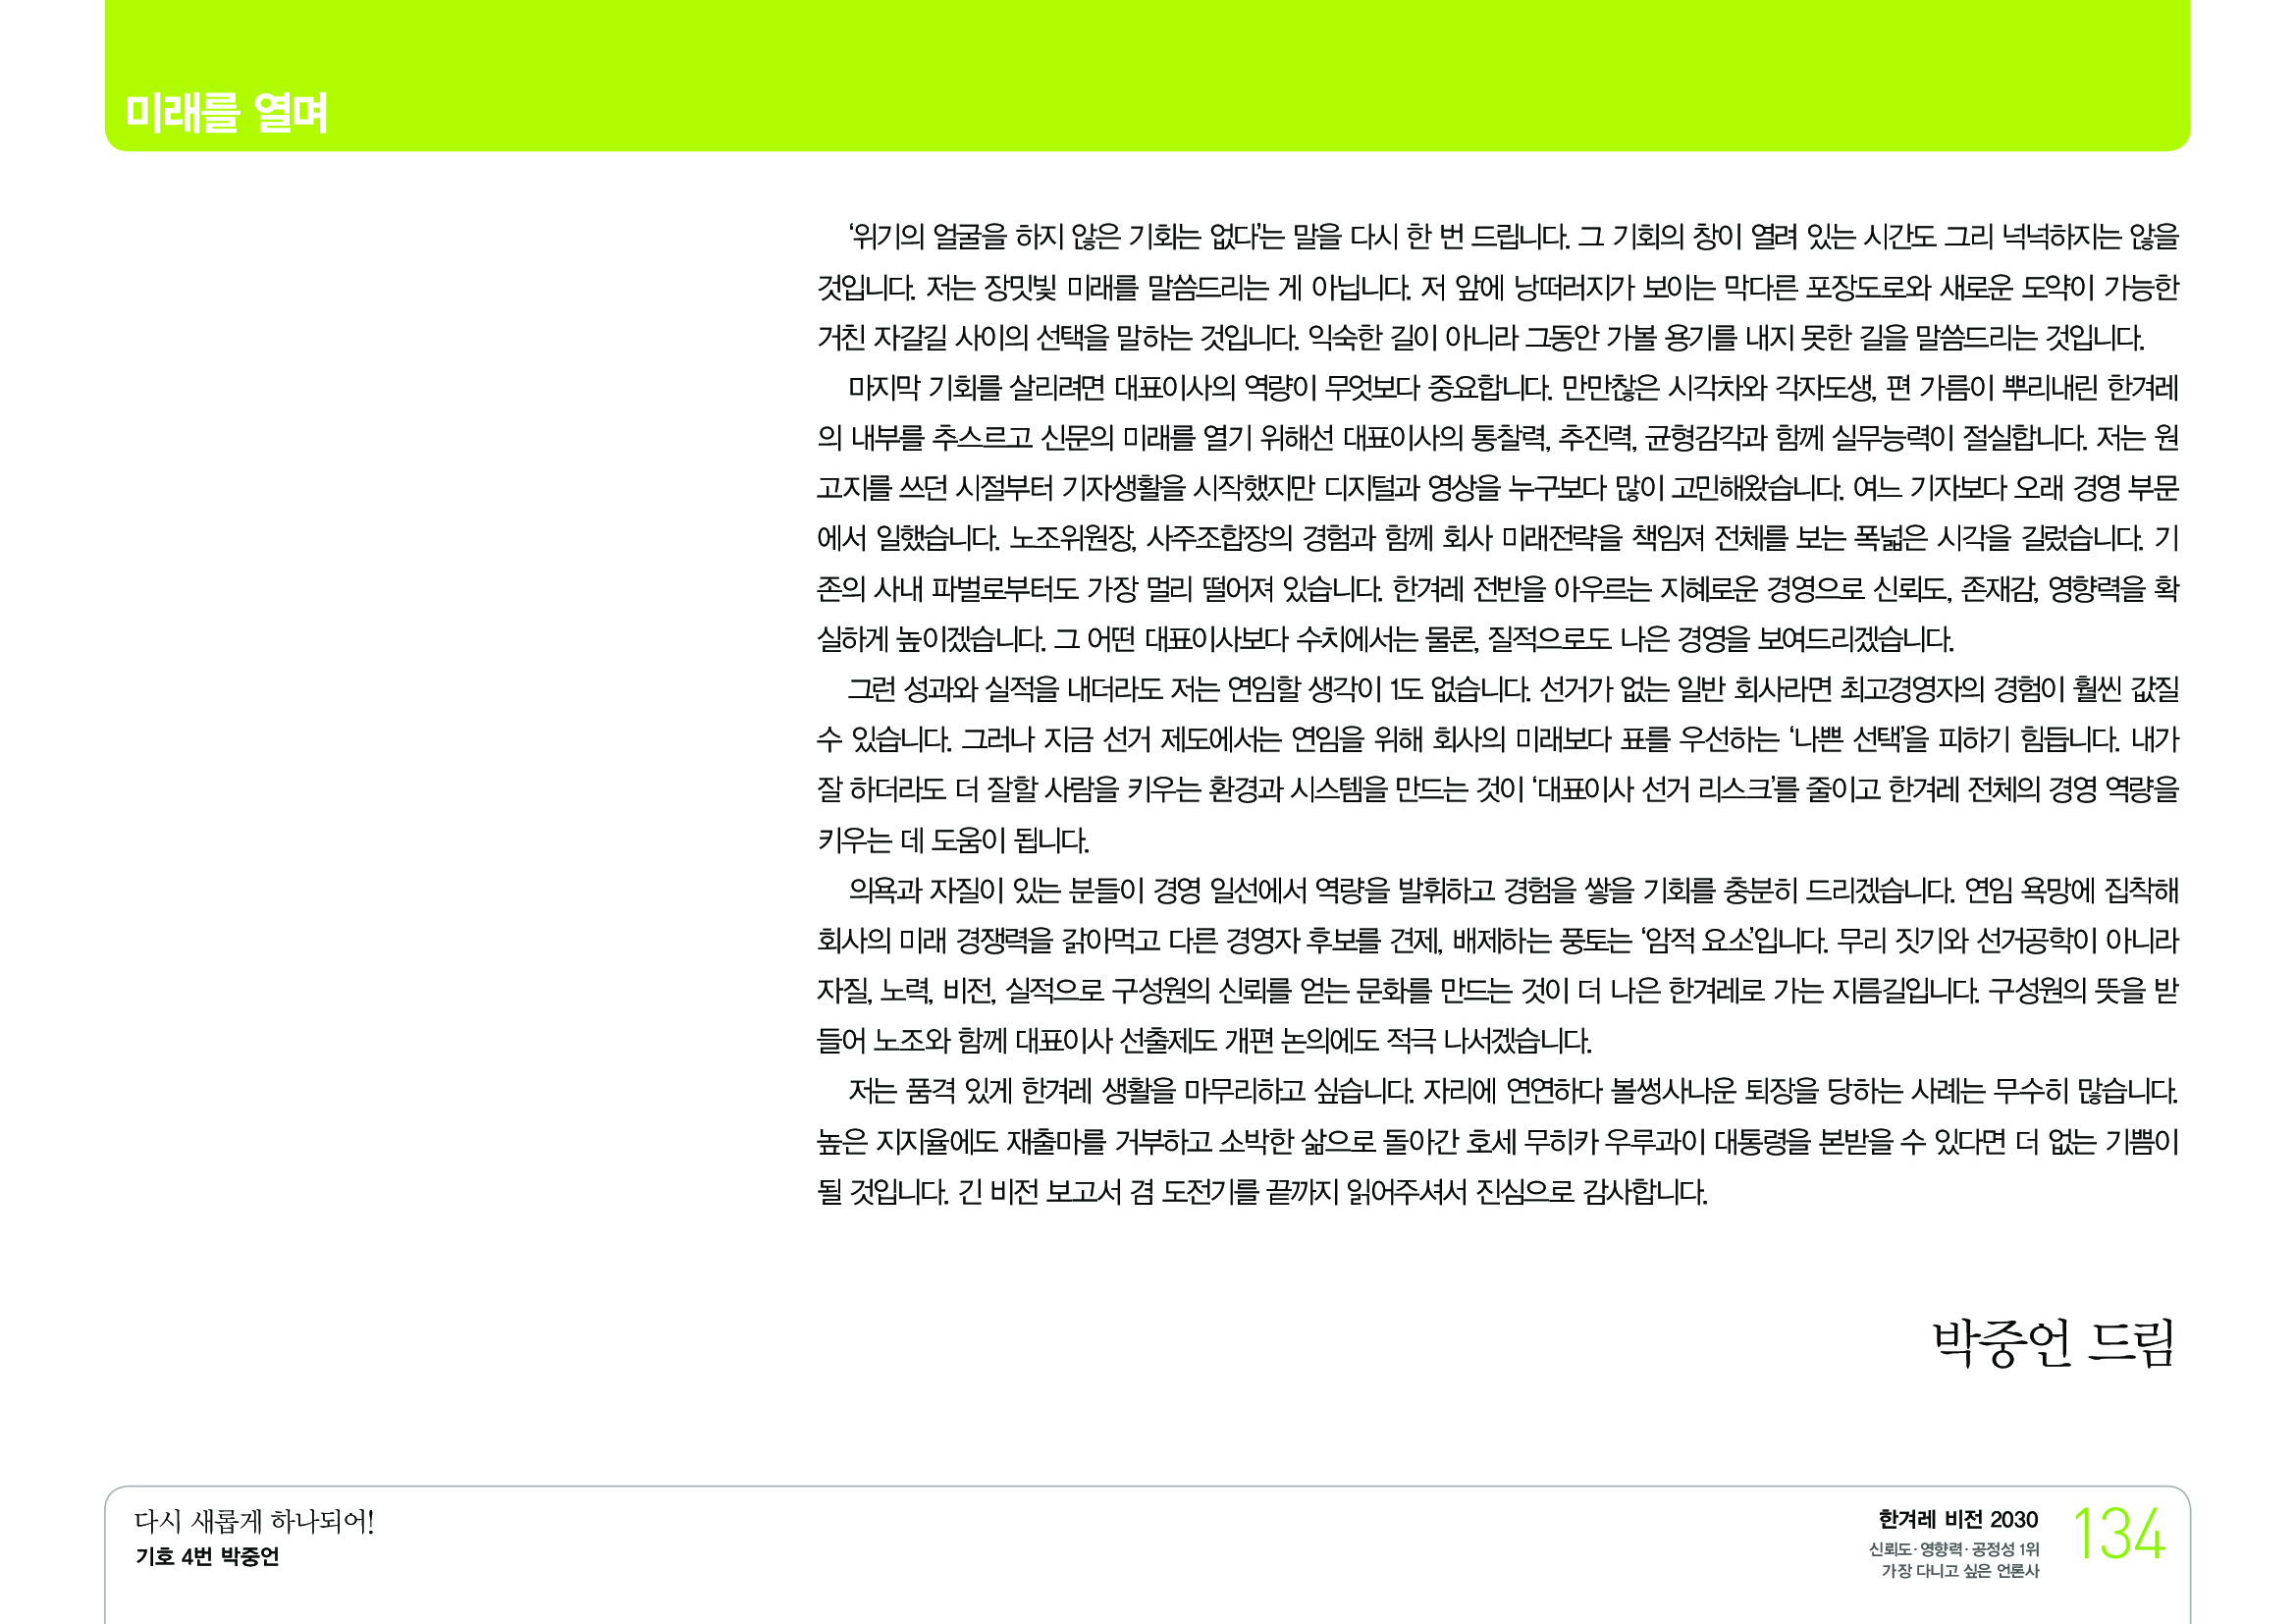 미래를 열며
‘위기의 얼굴을 하지 않은 기회는 없다’는 말을 다시 한 번 드립니다. 그 기회의 창이 열려 있는 시간도 그리 넉넉하지는 않을
것입니다. 저는 장밋빛 미래를 말씀드리는 게 아닙니다. 저 앞에 낭떠러지가 보이는 막다른 포장도로와 새로운 도약이 가능한
거친 자갈길 사이의 선택을 말하는 것입니다. 익숙한 길이 아니라 그동안 가볼 용기를 내지 못한 길을 말씀드리는 것입니다.
마지막 기회를 살리려면 대표이사의 역량이 무엇보다 중요합니다. 만만찮은 시각차와 각자도생, 편 가름이 뿌리내린 한겨레
의 내부를 추스르고 신문의 미래를 열기 위해선 대표이사의 통찰력, 추진력, 균형감각과 함께 실무능력이 절실합니다. 저는 원
고지를 쓰던 시절부터 기자생활을 시작했지만 디지털과 영상을 누구보다 많이 고민해왔습니다. 여느 기자보다 오래 경영 부문
에서 일했습니다. 노조위원장, 사주조합장의 경험과 함께 회사 미래전략을 책임져 전체를 보는 폭넓은 시각을 길렀습니다. 기
존의 사내 파벌로부터도 가장 멀리 떨어져 있습니다. 한겨레 전반을 아우르는 지혜로운 경영으로 신뢰도, 존재감, 영향력을 확
실하게 높이겠습니다. 그 어떤 대표이사보다 수치에서는 물론, 질적으로도 나은 경영을 보여드리겠습니다.
그런 성과와 실적을 내더라도 저는 연임할 생각이 1도 없습니다. 선거가 없는 일반 회사라면 최고경영자의 경험이 훨씬 값질
수 있습니다. 그러나 지금 선거 제도에서는 연임을 위해 회사의 미래보다 표를 우선하는 ‘나쁜 선택’을 피하기 힘듭니다. 내가
잘 하더라도 더 잘할 사람을 키우는 환경과 시스템을 만드는 것이 ‘대표이사 선거 리스크’를 줄이고 한겨레 전체의 경영 역량을
키우는 데 도움이 됩니다.
의욕과 자질이 있는 분들이 경영 일선에서 역량을 발휘하고 경험을 쌓을 기회를 충분히 드리겠습니다. 연임 욕망에 집착해
회사의 미래 경쟁력을 갉아먹고 다른 경영자 후보를 견제, 배제하는 풍토는 ‘암적 요소’입니다. 무리 짓기와 선거공학이 아니라
자질, 노력, 비전, 실적으로 구성원의 신뢰를 얻는 문화를 만드는 것이 더 나은 한겨레로 가는 지름길입니다. 구성원의 뜻을 받
들어 노조와 함께 대표이사 선출제도 개편 논의에도 적극 나서겠습니다.
저는 품격 있게 한겨레 생활을 마무리하고 싶습니다. 자리에 연연하다 볼썽사나운 퇴장을 당하는 사례는 무수히 많습니다.
높은 지지율에도 재출마를 거부하고 소박한 삶으로 돌아간 호세 무히카 우루과이 대통령을 본받을 수 있다면 더 없는 기쁨이
될 것입니다. 긴 비전 보고서 겸 도전기를 끝까지 읽어주셔서 진심으로 감사합니다.
박중언 드림
다시 새롭게 하나되어!
기호 4번 박중언
한겨레 비전 2030
신뢰도·영향력·공정성 1위
가장 다니고 싶은 언론사
134